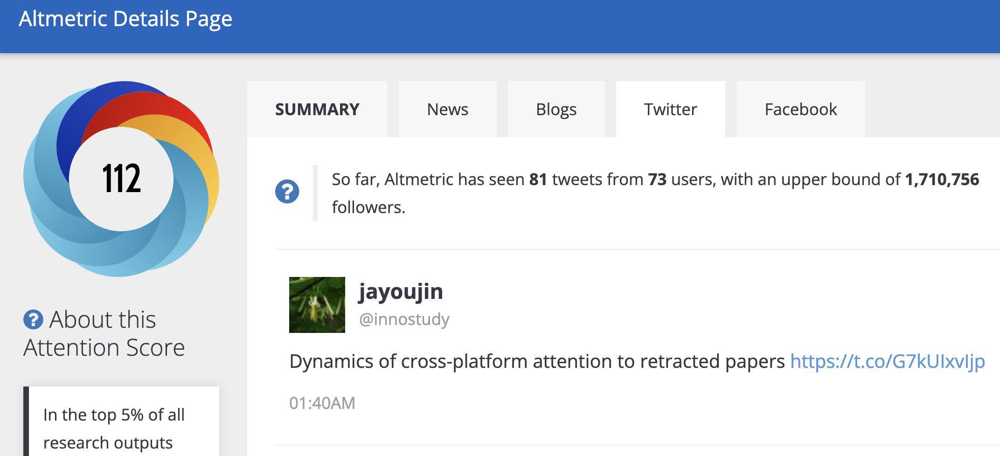 Altmetric Details Page
112
About this
Attention Score
In the top 5% of all
research outputs
SUMMARY
News
Blogs
Twitter
Facebook
So far, Altmetric has seen 81 tweets from 73 users, with an upper bound of 1,710,756
followers.
jayoujin
@innostudy
Dynamics of cross-platform attention to retracted papers https://t.co/G7kUIxvIjp
01:40AM